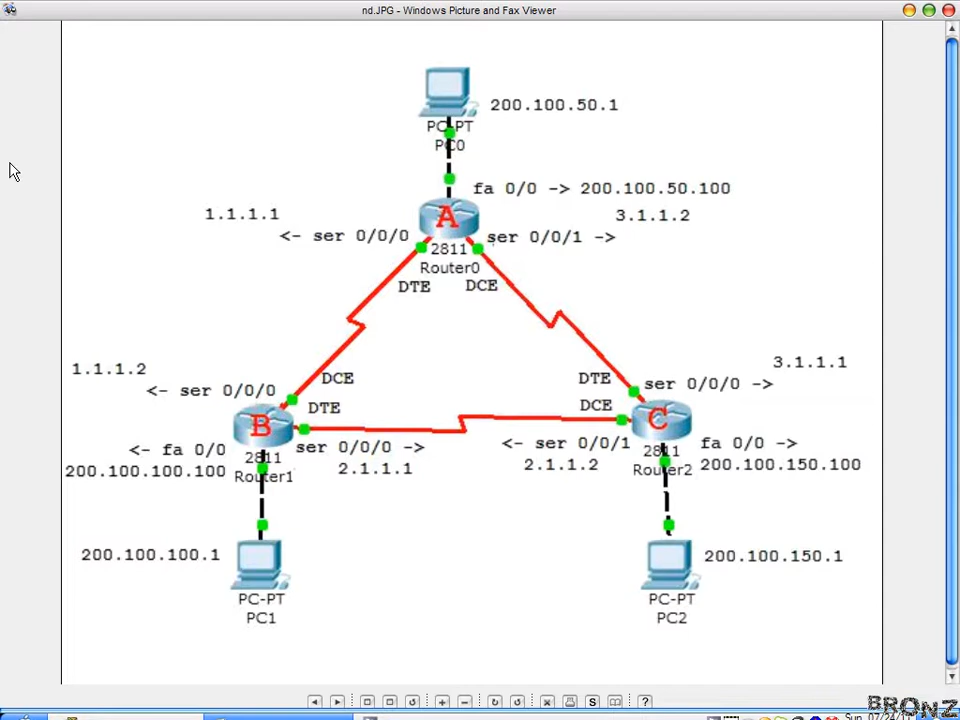 nd.JPG - Windows Picture and Fax Viewer
200.100.50.1
PC-PT
PC0
fa 0/0 -> 200.100.50.100
1.1.1.1
3.1.1.2
A
<- ser 0/0/0
ser 0/0/1 ->
2811
Router0
DTE
DCE
1.1.1.2
3.1.1.1
DCE
DTE
<- ser 0/0/0
ser 0/0/0 ->
DTE
DCE
B
C
<- fa 0/0
ser 0/0/0 ->
<- ser 0/0/1
fa 0/0 ->
2811
2811
200.100.100.100
Router1
2.1.1.1
2.1.1.2
Router2
200.100.150.100
200.100.100.1
200.100.150.1
PC-PT
PC1
PC-PT
PC2
S
?
BRONZ